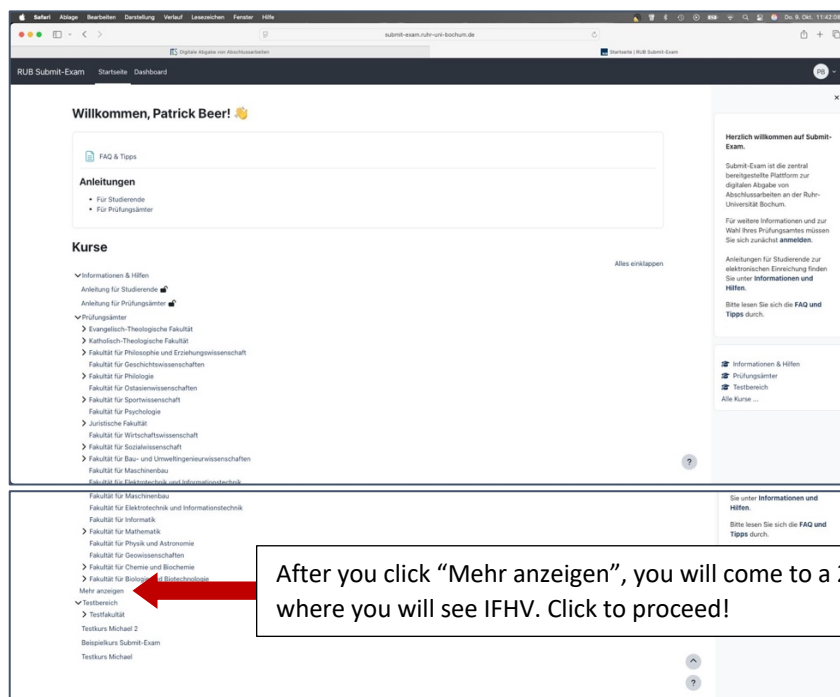 Safari Ablage Bearbeiten Darstellung Verlauf Lesezeichen Fenster Hilfe
Do. 9. Okt. 11:42:08
submit-exam.ruhr-uni-bochum.de
Digitale Abgabe von Abschlussarbeiten
Startseite | RUB Submit-Exam
RUB Submit-Exam Startseite Dashboard
PB
Willkommen, Patrick Beer! 👋
FAQ & Tipps
Anleitungen
• Für Studierende
• Für Prüfungsämter
Kurse
Alles einklappen
Informationen & Hilfen
Anleitung für Studierende
Anleitung für Prüfungsämter
Prüfungsämter
Evangelisch-Theologische Fakultät
Katholisch-Theologische Fakultät
Fakultät für Philosophie und Erziehungswissenschaft
Fakultät für Geschichtswissenschaften
Fakultät für Philologie
Fakultät für Ostasienwissenschaften
Fakultät für Sportwissenschaft
Fakultät für Psychologie
Juristische Fakultät
Fakultät für Wirtschaftswissenschaft
Fakultät für Sozialwissenschaft
Fakultät für Bau- und Umweltingenieurwissenschaften
Fakultät für Maschinenbau
Fakultät für Elektrotechnik und Informationstechnik
Herzlich willkommen auf Submit-
Exam.
Submit-Exam ist die zentral
bereitgestellte Plattform zur
digitalen Abgabe von
Abschlussarbeiten an der Ruhr-
Universität Bochum.
Für weitere Informationen und zur
Wahl Ihres Prüfungsamtes müssen
Sie sich zunächst anmelden.
Anleitungen für Studierende zur
elektronischen Einreichung finden
Sie unter Informationen und
Hilfen.
Bitte lesen Sie sich die FAQ und
Tipps durch.
Informationen & Hilfen
Prüfungsämter
Testbereich
Alle Kurse ...
?
Fakultät für Maschinenbau
Fakultät für Elektrotechnik und Informationstechnik
Fakultät für Informatik
Fakultät für Mathematik
Fakultät für Physik und Astronomie
Fakultät für Geowissenschaften
Fakultät für Chemie und Biochemie
Fakultät für Biologie und Biotechnologie
Mehr anzeigen
Testbereich
Testfakultät
Testkurs Michael 2
Beispielkurs Submit-Exam
Testkurs Michael
Sie unter Informationen und
Hilfen.
Bitte lesen Sie sich die FAQ und
Tipps durch.
After you click “Mehr anzeigen”, you will come to a
where you will see IFHV. Click to proceed!
?